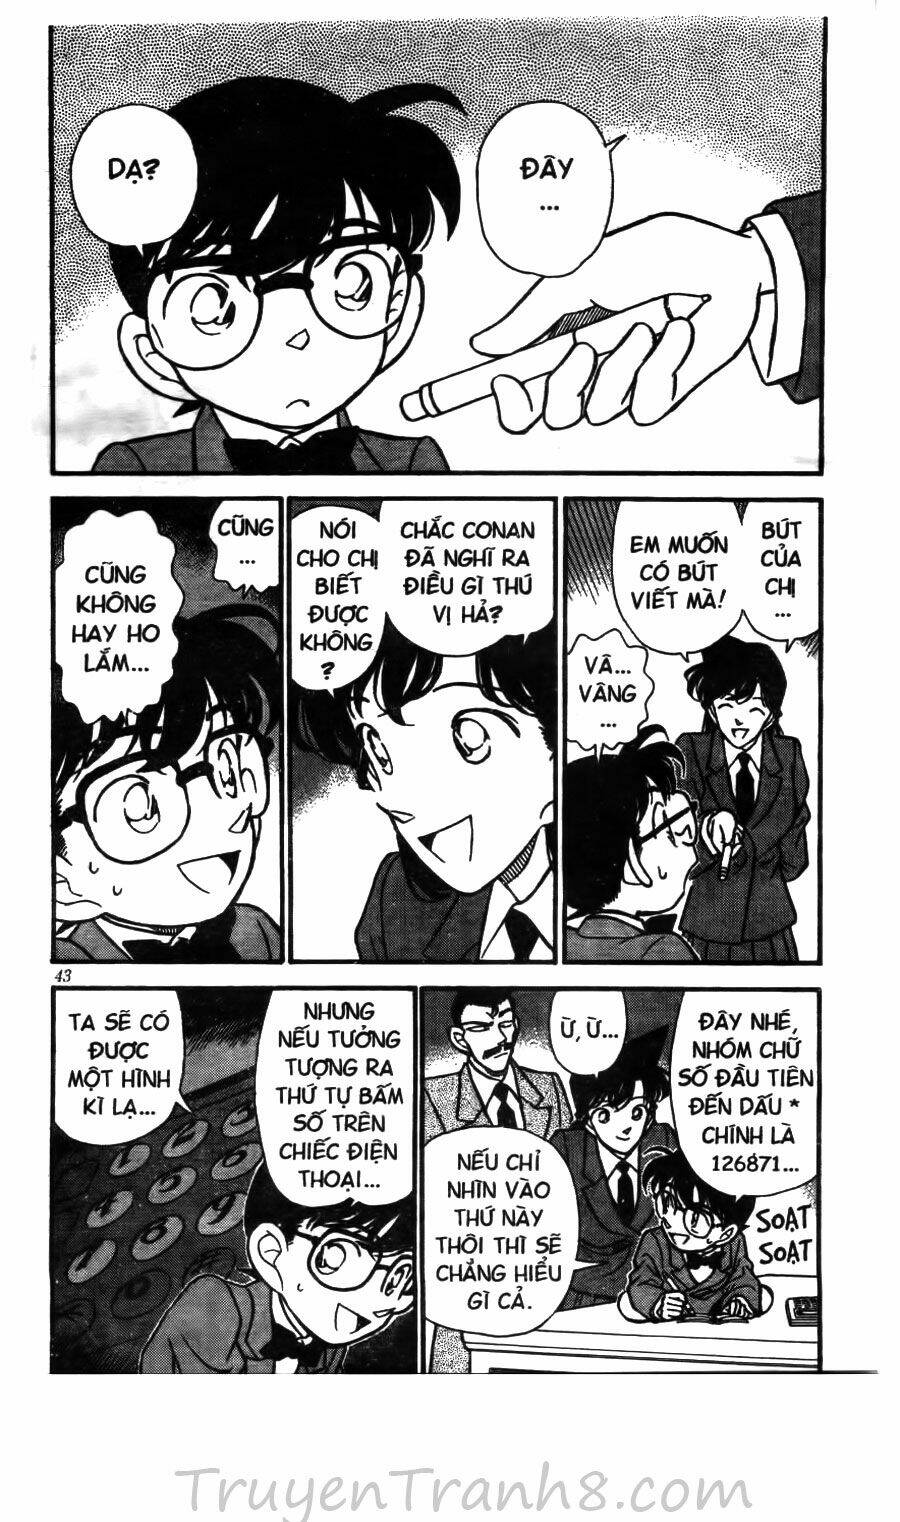 ĐÂY
...
DẠ?
BÚT
CỦA
CHỊ
...
EM MUỐN
CÓ BÚT
VIẾT MÀ!
VÂ...
VÂNG
...
CHẮC CONAN
ĐÃ NGHĨ RA
ĐIỀU GÌ THÚ
VỊ HẢ?
NÓI
CHO CHỊ
BIẾT
ĐƯỢC
KHÔNG
?
CŨNG
...
CŨNG
KHÔNG
HAY HO
LẮM...
43
ĐÂY NHÉ,
NHÓM CHỮ
SỐ ĐẦU TIÊN
ĐẾN DẤU *
CHÍNH LÀ
126871...
Ừ, Ừ...
SOẠT
SOẠT
NẾU CHỈ
NHÌN VÀO
THỨ NÀY
THÔI THÌ SẼ
CHẲNG HIỂU
GÌ CẢ.
NHƯNG
NẾU TƯỞNG
TƯỢNG RA
THỨ TỰ BẤM
SỐ TRÊN
CHIẾC ĐIỆN
THOẠI...
TA SẼ CÓ
ĐƯỢC
MỘT HÌNH
KÌ LẠ...
TruyenTranh8.com